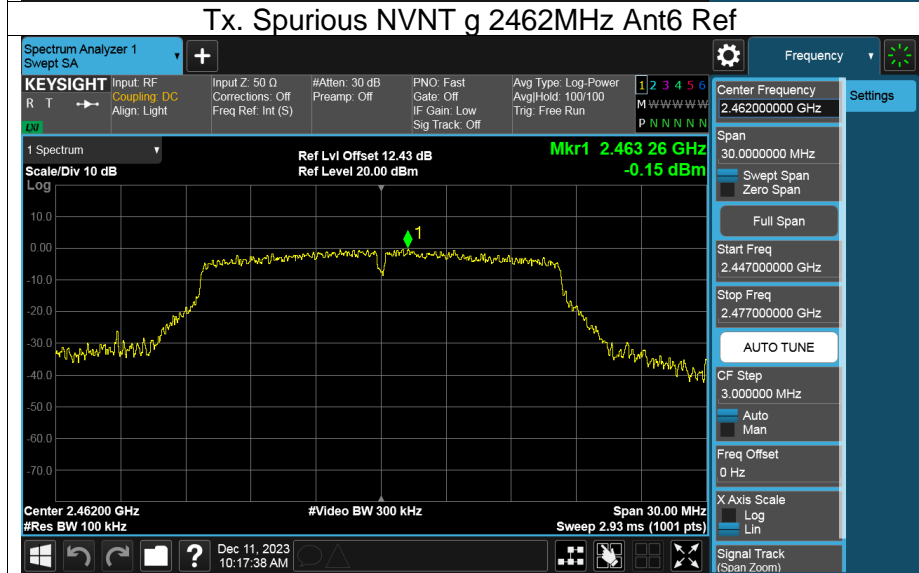 Tx. Spurious NVNT g 2462MHz Ant6 Ref
Spectrum Analyzer 1
Swept SA
+
Frequency
KEYSIGHT
R T
LXI
Input: RF
Coupling: DC
Align: Light
Input Z: 50 Ω
Corrections: Off
Freq Ref: Int (S)
#Atten: 30 dB
Preamp: Off
PNO: Fast
Gate: Off
IF Gain: Low
Sig Track: Off
Avg Type: Log-Power
Avg|Hold: 100/100
Trig: Free Run
1 2 3 4 5 6
M W W W W W
P N N N N N
1 Spectrum
Scale/Div 10 dB
Ref Lvl Offset 12.43 dB
Ref Level 20.00 dBm
Mkr1 2.463 26 GHz
-0.15 dBm
Log
10.0
0.00
-10.0
-20.0
-30.0
-40.0
-50.0
-60.0
-70.0
1
Center 2.46200 GHz
#Res BW 100 kHz
#Video BW 300 kHz
Span 30.00 MHz
Sweep 2.93 ms (1001 pts)
?
Dec 11, 2023
10:17:38 AM
Center Frequency
2.462000000 GHz
Span
30.0000000 MHz
Swept Span
Zero Span
Full Span
Start Freq
2.447000000 GHz
Stop Freq
2.477000000 GHz
AUTO TUNE
CF Step
3.000000 MHz
Auto
Man
Freq Offset
0 Hz
X Axis Scale
Log
Lin
Signal Track
(Span Zoom)
Settings